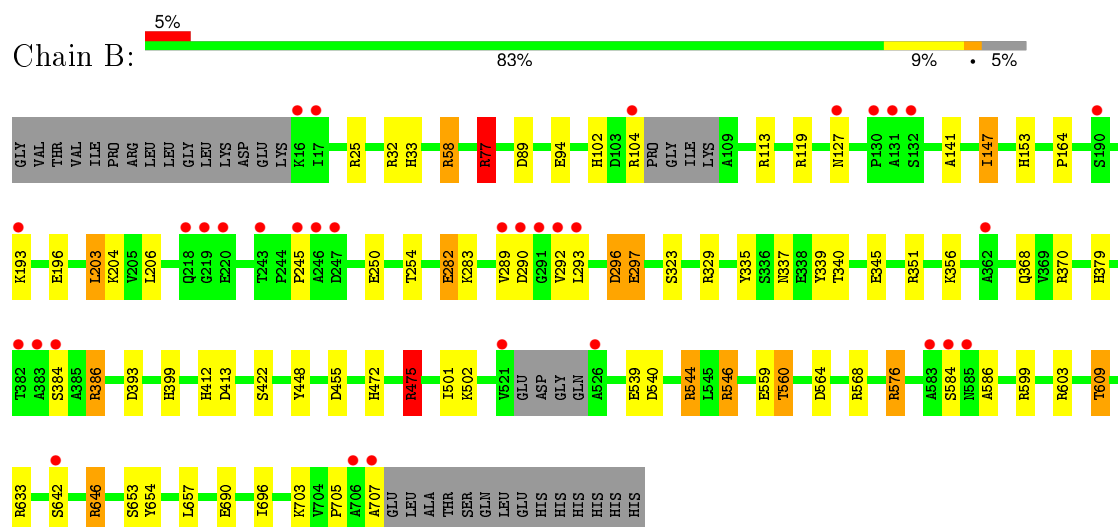 5%
Chain B:
83% 9% • 5%
GLY VAL THR VAL ILE PRO ARG LEU LEU GLY LEU LYS ASP GLU LYS K16 I17 R25 R32 H33 R58 R77 D89 E94 H102 D103 R104 PRO GLY ILE LYS A109 R113 R119 N127 P130 A131 S132 A141 I147 H153 P164 S190
K193 E196 L203 K204 V205 L206 Q218 G219 E220 T243 P244 P245 A246 D247 E250 T254 E282 K283 V289 D290 G291 V292 L293 D296 E297 S323 R329 Y335 S336 N337 E338 Y339 T340 E345 R351 K356 A362 Q368 V369 R370 H379
T382 A383 S384 A385 R386 D393 H399 H412 D413 S422 Y448 D455 H472 R475 I501 K502 V521 GLU ASP GLY GLN A526 E539 D540 R544 L545 R546 E559 T560 D564 R568 R576 A583 S584 N585 A586 R599 R603 T609
R633 S642 R646 S653 Y654 L657 E690 I696 K703 V704 P705 A706 A707 GLU LEU ALA THR SER GLN LEU GLU HIS HIS HIS HIS HIS HIS